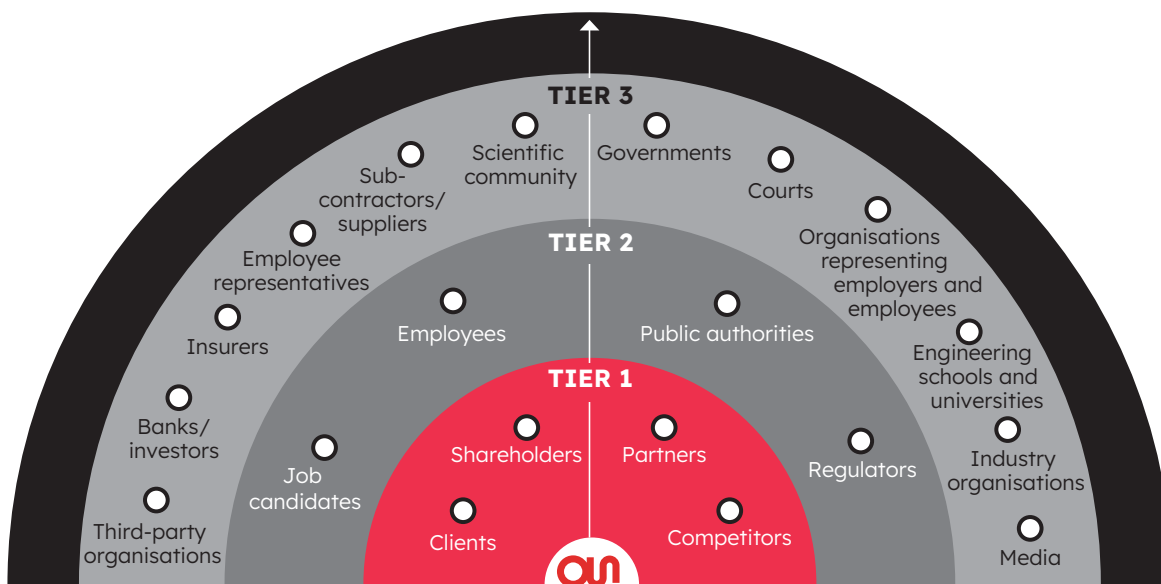 TIER 3
Scientific
community
Governments
Sub-
contractors/
suppliers
Courts
Employee
representatives
Organisations
representing
employers and
employees
Insurers
Engineering
schools and
universities
Banks/
investors
Industry
organisations
Third-party
organisations
Media
TIER 2
Employees
Public authorities
Job
candidates
Regulators
TIER 1
Shareholders
Partners
Clients
Competitors